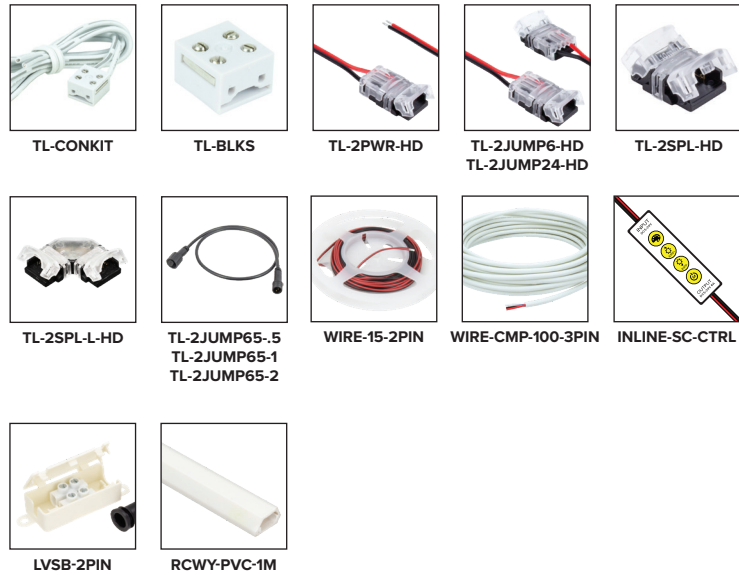 TL-CONKIT
TL-BLKS
TL-2PWR-HD
TL-2JUMP6-HD
TL-2JUMP24-HD
TL-2SPL-HD
TL-2SPL-L-HD
TL-2JUMP65-.5
TL-2JUMP65-1
TL-2JUMP65-2
WIRE-15-2PIN
WIRE-CMP-100-3PIN
INPUT
OUTPUT
INLINE-SC-CTRL
LVSB-2PIN
RCWY-PVC-1M